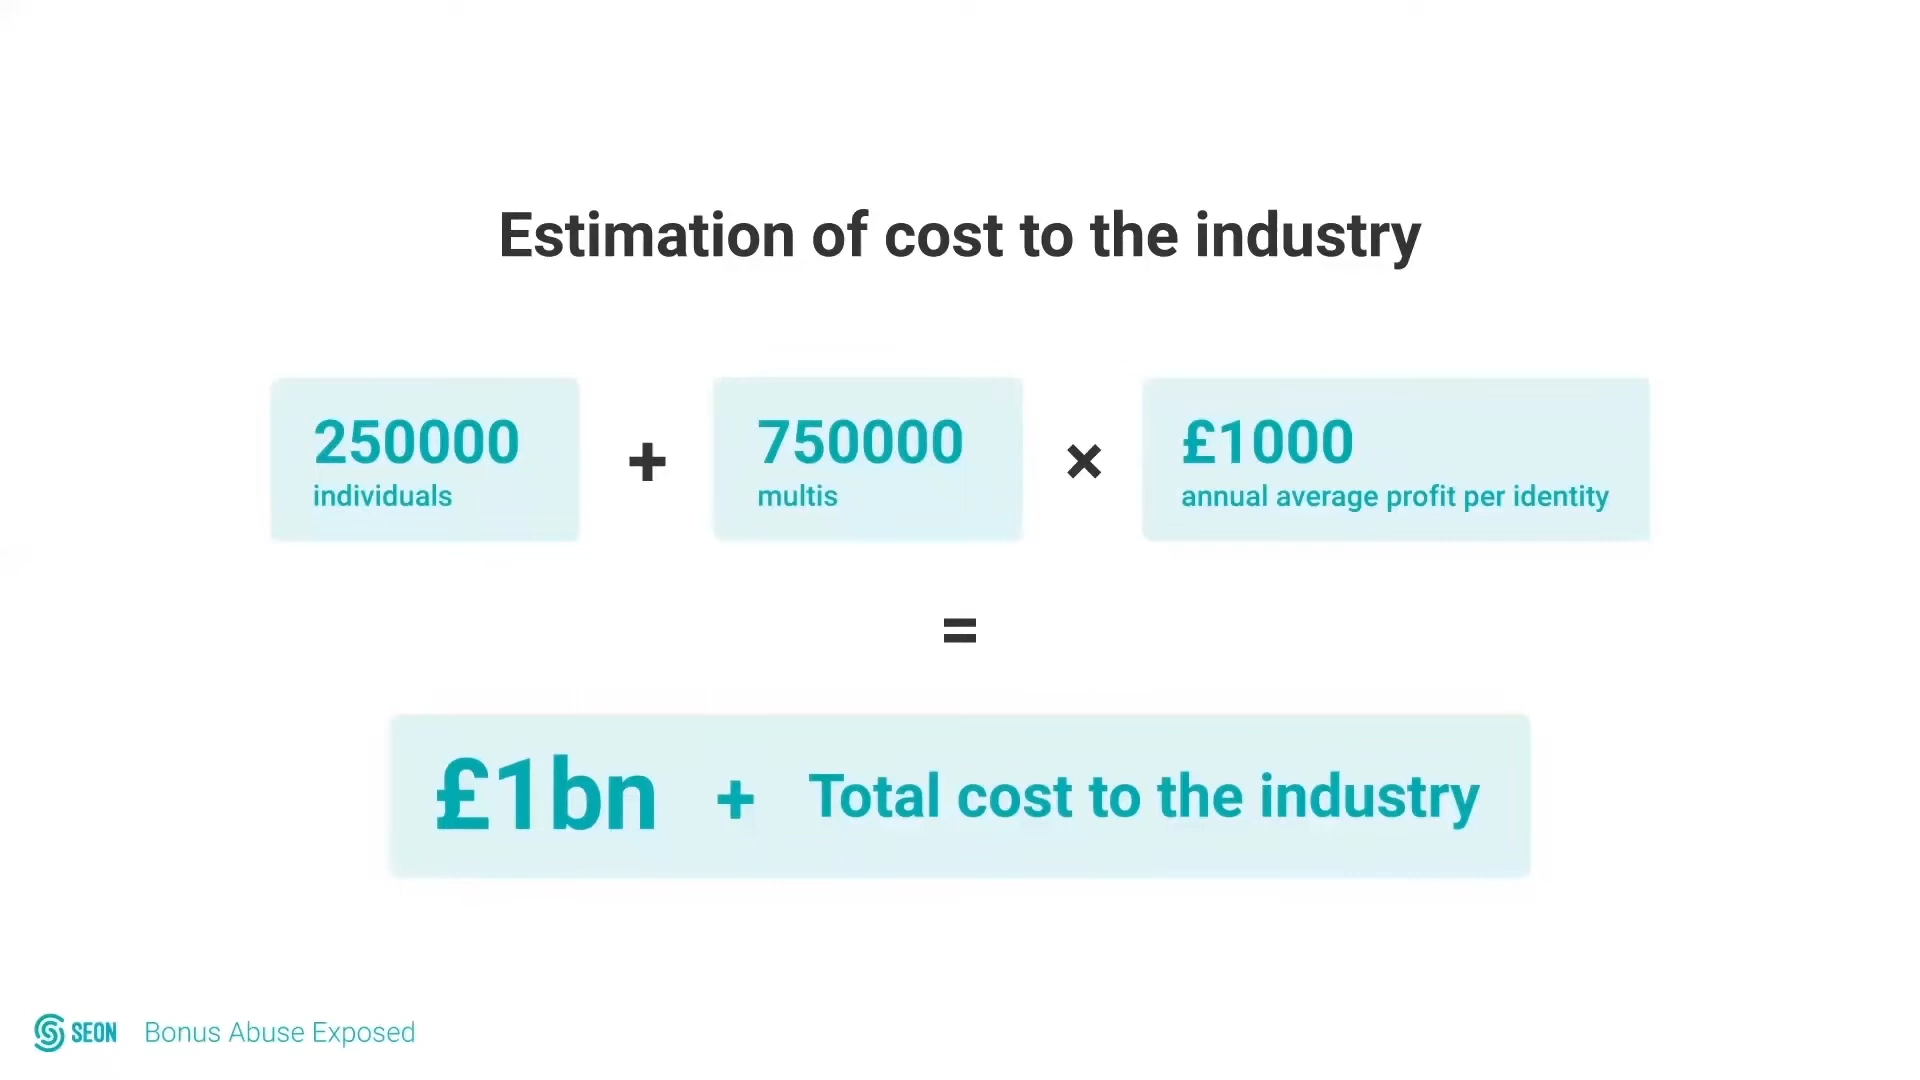 Estimation of cost to the industry
250000 + 750000 × £1000
individuals multis annual average profit per identity
=
£1bn + Total cost to the industry
SEON Bonus Abuse Exposed